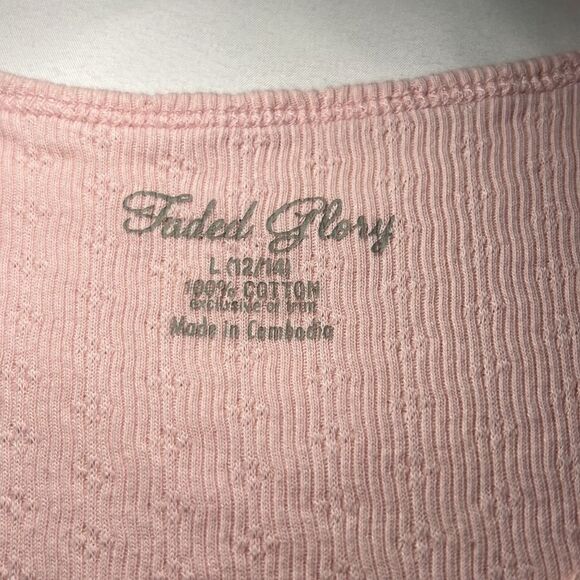 Faded Glory
L (12/14)
100% COTTON
exclusive of trim
Made in Cambodia